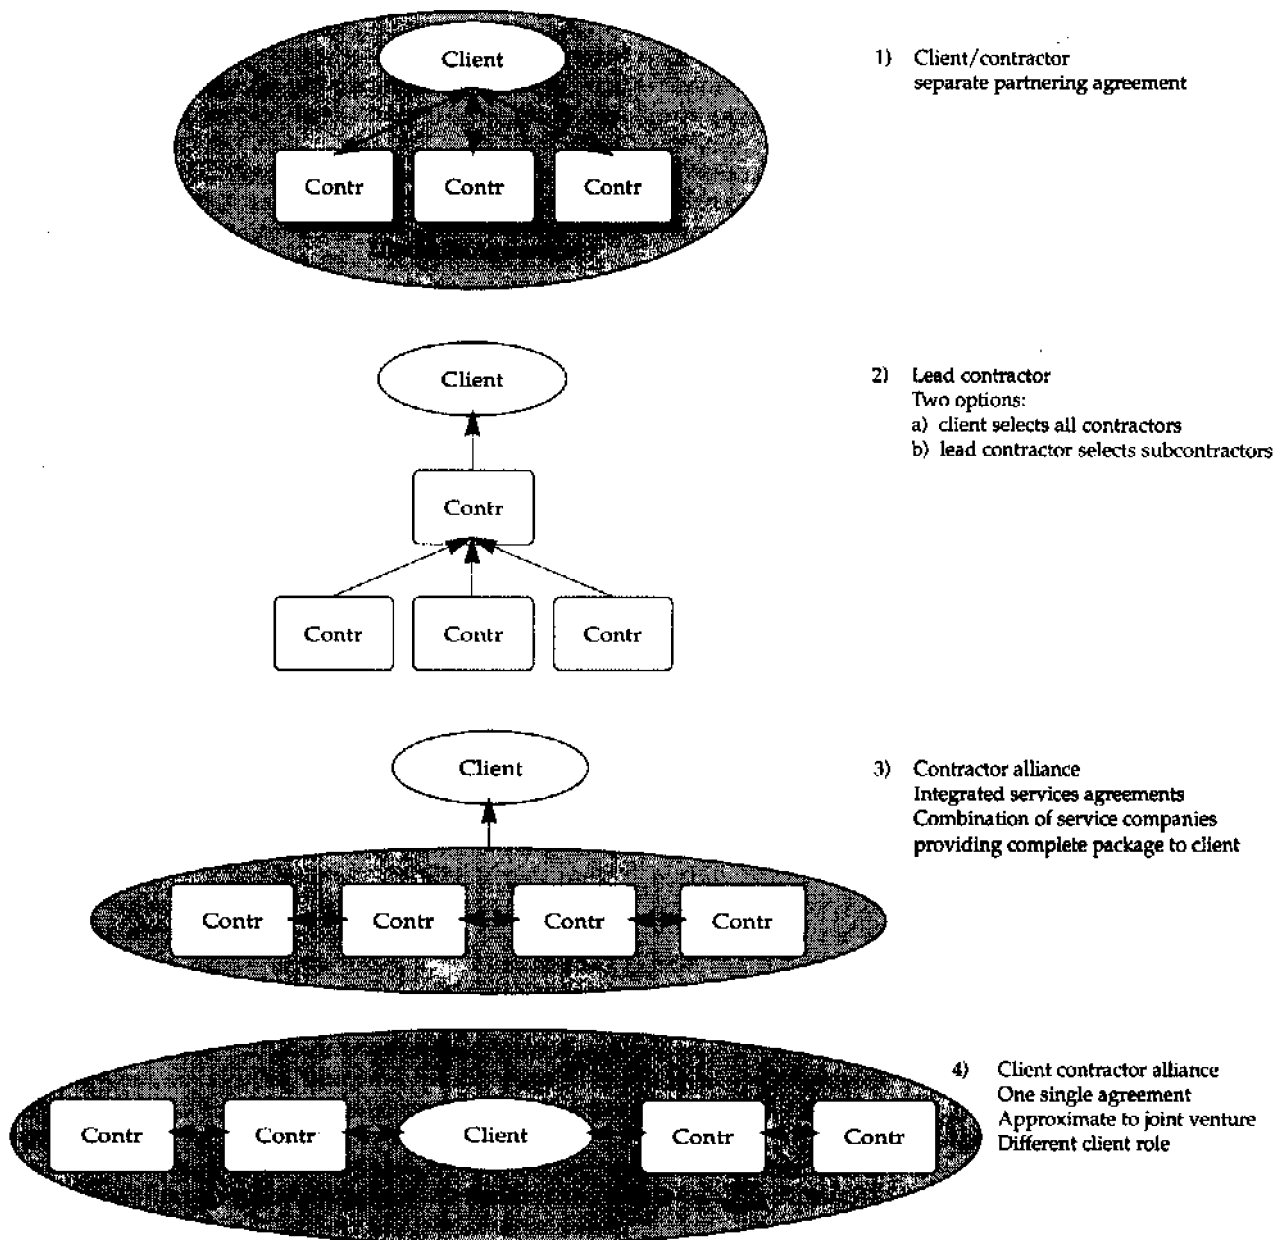 Client
Contr Contr Contr
1) Client/contractor
separate partnering agreement
Client
Contr
Contr Contr Contr
2) Lead contractor
Two options:
a) client selects all contractors
b) lead contractor selects subcontractors
Client
Contr Contr Contr Contr
3) Contractor alliance
Integrated services agreements
Combination of service companies
providing complete package to client
Contr Contr Client Contr Contr
4) Client contractor alliance
One single agreement
Approximate to joint venture
Different client role